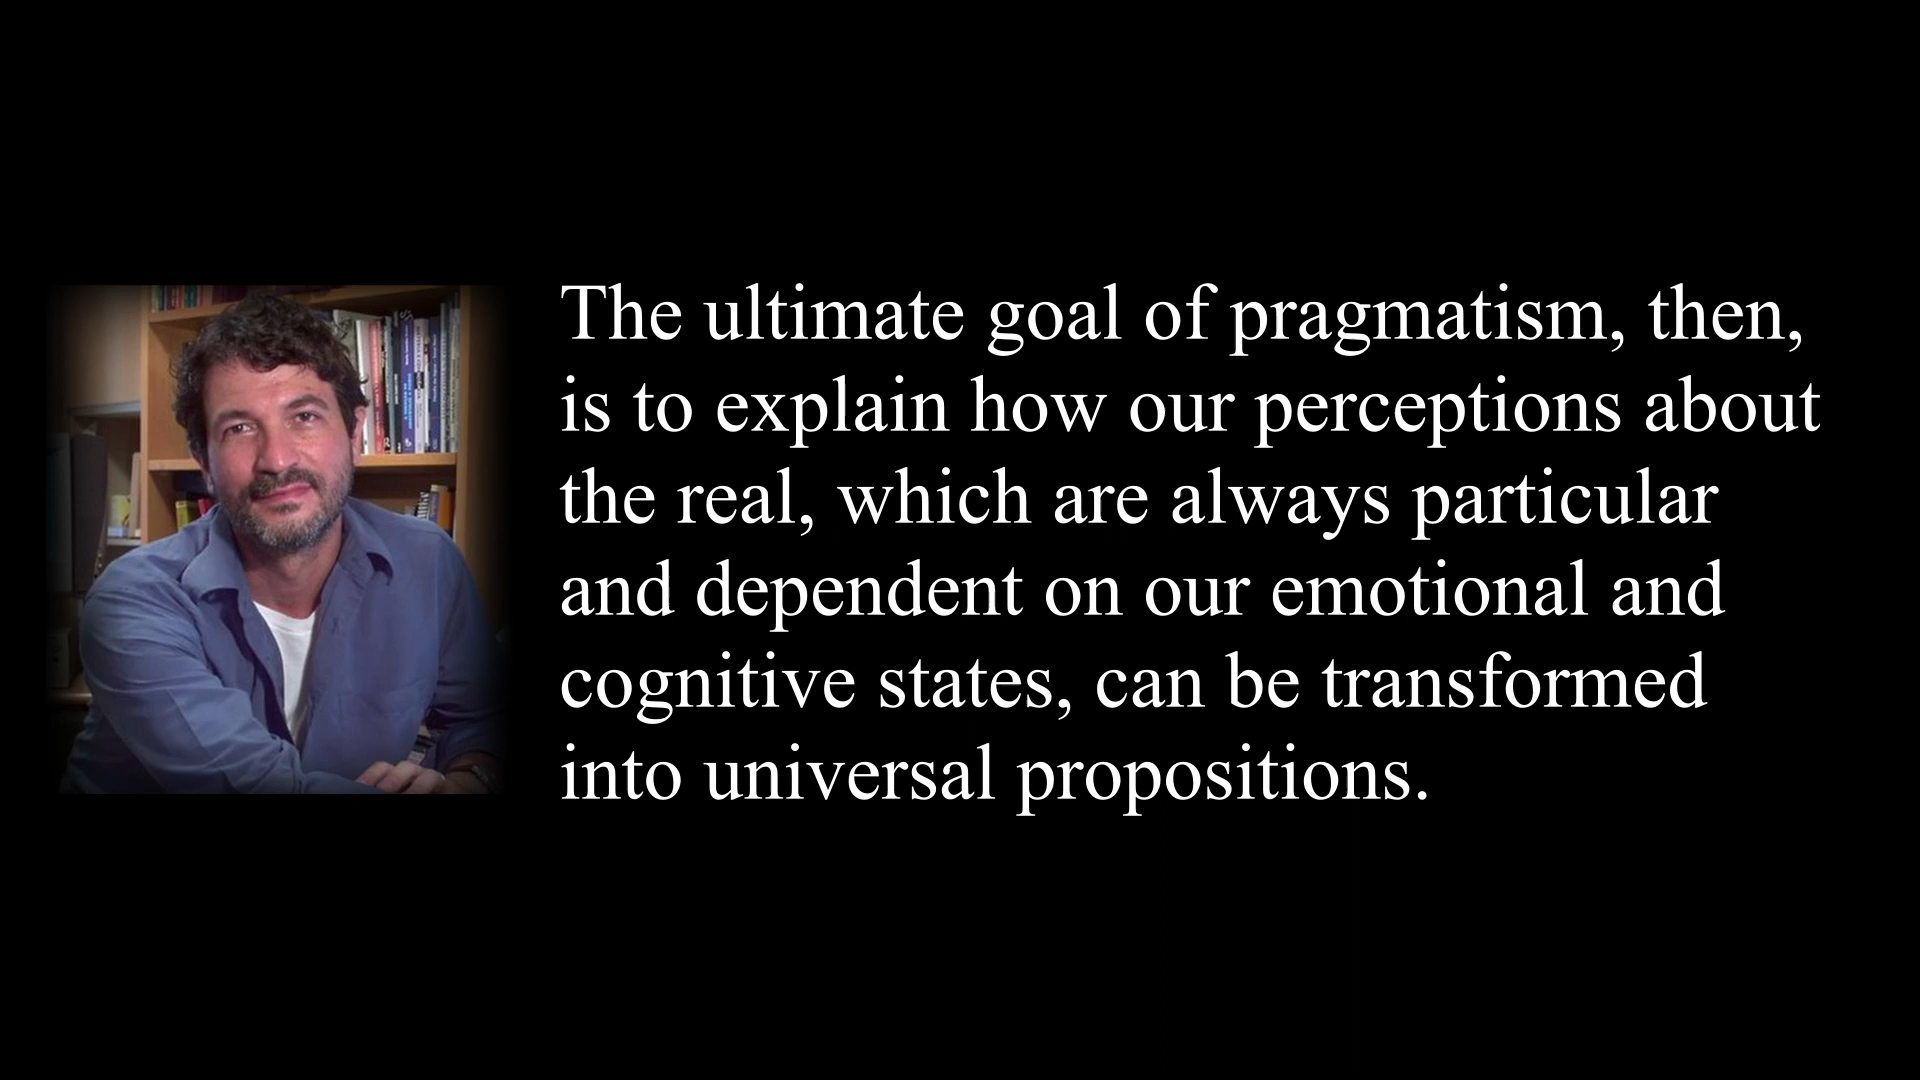 The ultimate goal of pragmatism, then,
is to explain how our perceptions about
the real, which are always particular
and dependent on our emotional and
cognitive states, can be transformed
into universal propositions.